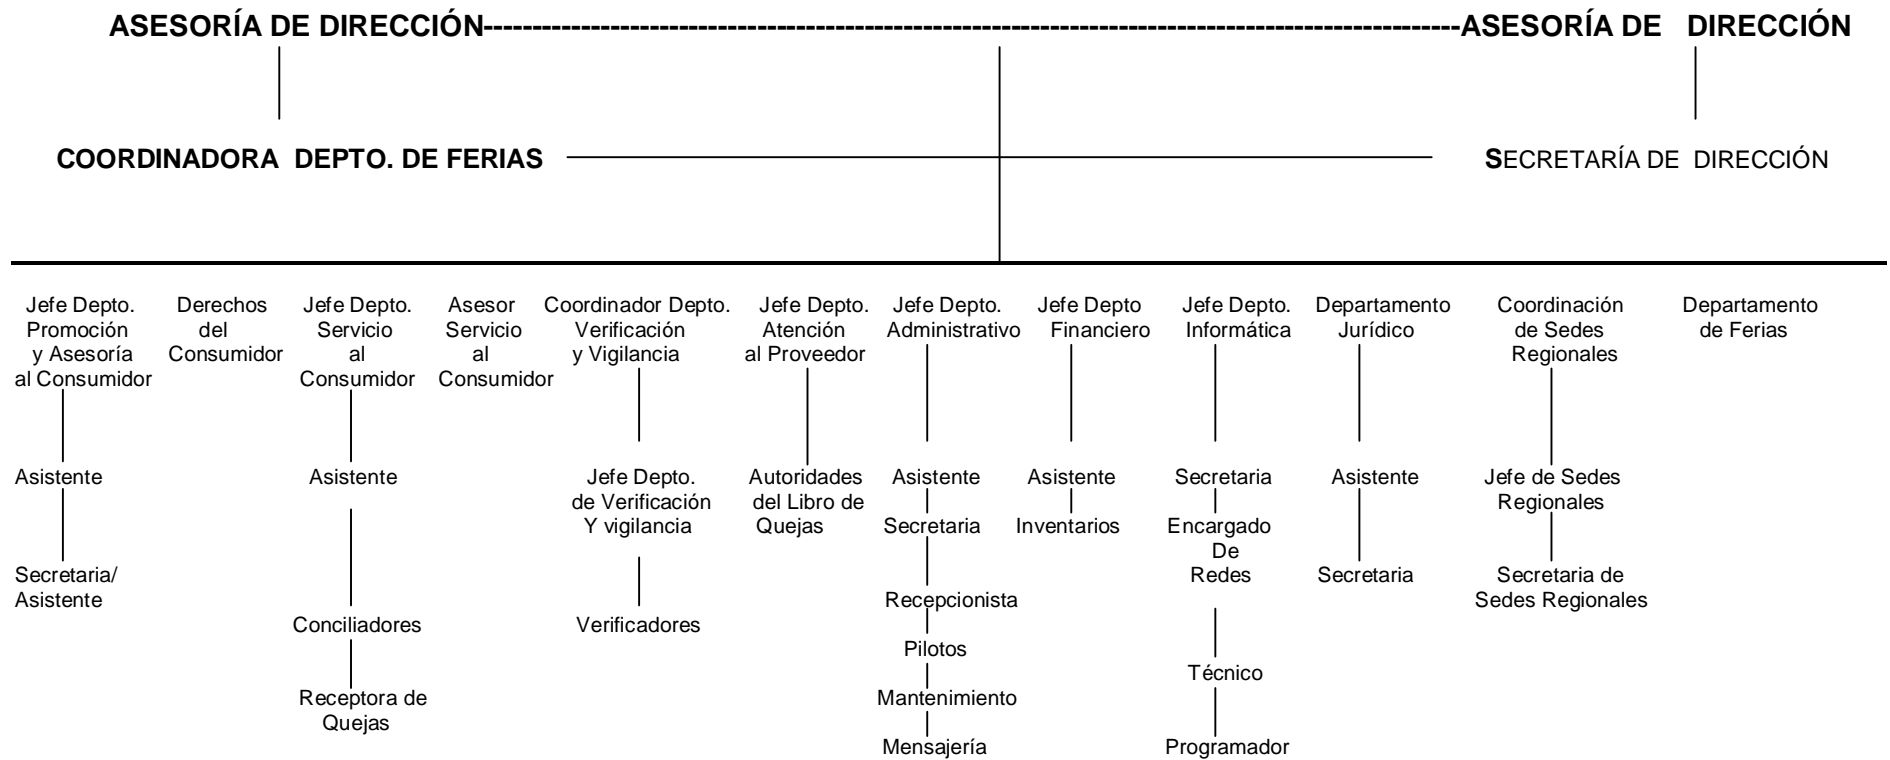 ASESORÍA DE DIRECCIÓN
ASESORÍA DE DIRECCIÓN
COORDINADORA DEPTO. DE FERIAS
SECRETARÍA DE DIRECCIÓN
Jefe Depto.
Promoción
y Asesoría
al Consumidor
Asistente
Secretaria/
Asistente
Derechos
del
Consumidor
Jefe Depto.
Servicio
al
Consumidor
Asistente
Conciliadores
Receptora de
Quejas
Asesor
Servicio
al
Consumidor
Coordinador Depto.
Verificación
y Vigilancia
Jefe Depto.
de Verificación
Y vigilancia
Verificadores
Jefe Depto.
Atención
al Proveedor
Autoridades
del Libro de
Quejas
Jefe Depto.
Administrativo
Asistente
Secretaria
Recepcionista
Pilotos
Mantenimiento
Mensajería
Jefe Depto
Financiero
Asistente
Inventarios
Jefe Depto.
Informática
Secretaria
Encargado
De
Redes
Técnico
Programador
Departamento
Jurídico
Asistente
Secretaria
Coordinación
de Sedes
Regionales
Jefe de Sedes
Regionales
Secretaria de
Sedes Regionales
Departamento
de Ferias